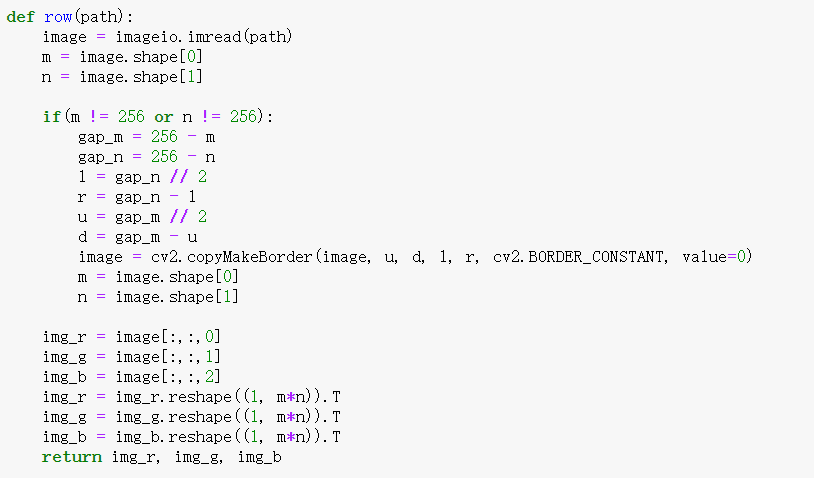 def row(path):
    image = imageio.imread(path)
    m = image.shape[0]
    n = image.shape[1]

    if(m != 256 or n != 256):
        gap_m = 256 - m
        gap_n = 256 - n
        l = gap_n // 2
        r = gap_n - l
        u = gap_m // 2
        d = gap_m - u
        image = cv2.copyMakeBorder(image, u, d, l, r, cv2.BORDER_CONSTANT, value=0)
        m = image.shape[0]
        n = image.shape[1]

    img_r = image[:,:,0]
    img_g = image[:,:,1]
    img_b = image[:,:,2]
    img_r = img_r.reshape((1, m*n)).T
    img_g = img_g.reshape((1, m*n)).T
    img_b = img_b.reshape((1, m*n)).T
    return img_r, img_g, img_b